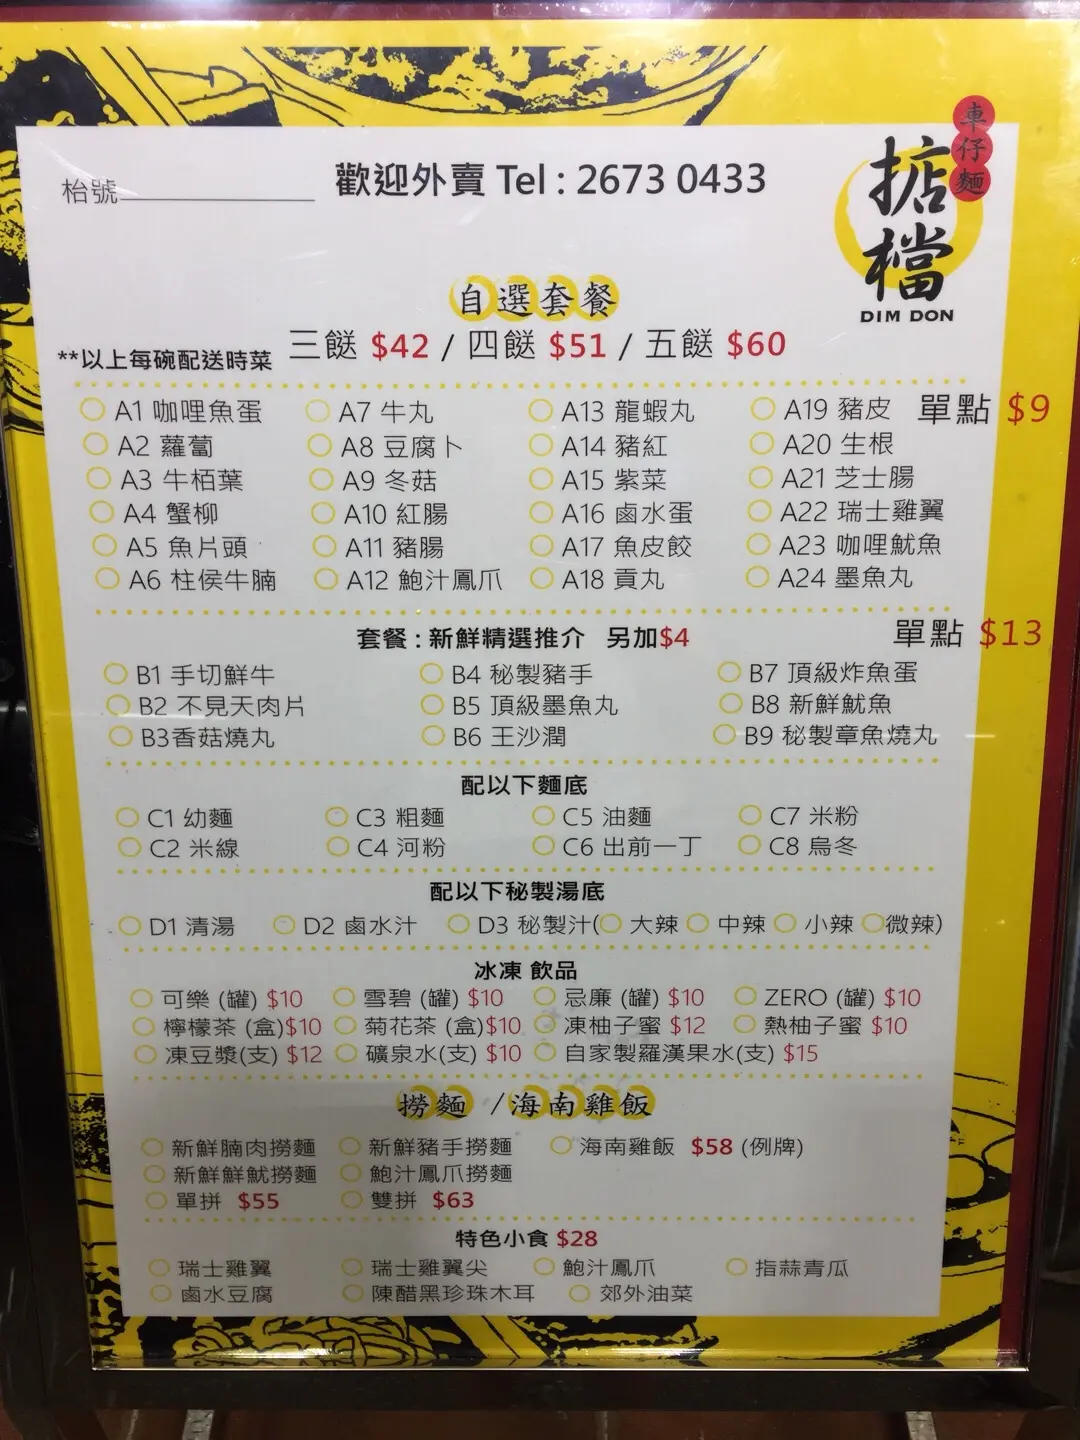 車仔麵
掂檔
DIM DON
枱號
歡迎外賣 Tel : 2673 0433
自選套餐
三餸 $42 / 四餸 $51 / 五餸 $60
**以上每碗配送時菜
單點 $9
A1 咖哩魚蛋 A7 牛丸 A13 龍蝦丸 A19 豬皮
A2 蘿蔔 A8 豆腐卜 A14 豬紅 A20 生根
A3 牛栢葉 A9 冬菇 A15 紫菜 A21 芝士腸
A4 蟹柳 A10 紅腸 A16 鹵水蛋 A22 瑞士雞翼
A5 魚片頭 A11 豬腸 A17 魚皮餃 A23 咖哩魷魚
A6 柱侯牛腩 A12 鮑汁鳳爪 A18 貢丸 A24 墨魚丸
套餐 : 新鮮精選推介 另加$4
單點 $13
B1 手切鮮牛 B4 秘製豬手 B7 頂級炸魚蛋
B2 不見天肉片 B5 頂級墨魚丸 B8 新鮮魷魚
B3香菇燒丸 B6 王沙潤 B9 秘製章魚燒丸
配以下麵底
C1 幼麵 C3 粗麵 C5 油麵 C7 米粉
C2 米線 C4 河粉 C6 出前一丁 C8 烏冬
配以下秘製湯底
D1 清湯 D2 鹵水汁 D3 秘製汁( 大辣 中辣 小辣 微辣)
冰凍 飲品
可樂 (罐) $10 雪碧 (罐) $10 忌廉 (罐) $10 ZERO (罐) $10
檸檬茶 (盒)$10 菊花茶 (盒)$10 凍柚子蜜 $12 熱柚子蜜 $10
凍豆漿(支) $12 礦泉水(支) $10 自家製羅漢果水(支) $15
撈麵 /海南雞飯
新鮮腩肉撈麵 新鮮豬手撈麵 海南雞飯 $58 (例牌)
新鮮鮮魷撈麵 鮑汁鳳爪撈麵
單拼 $55 雙拼 $63
特色小食 $28
瑞士雞翼 瑞士雞翼尖 鮑汁鳳爪 指蒜青瓜
鹵水豆腐 陳醋黑珍珠木耳 郊外油菜